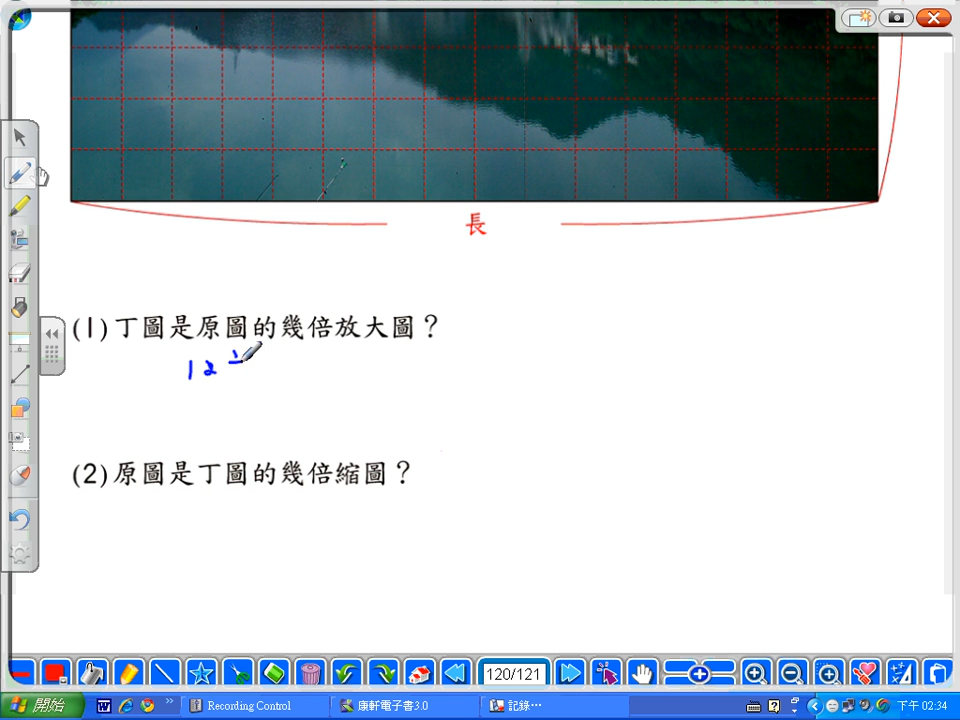 長
(1)丁圖是原圖的幾倍放大圖？
12 ÷
(2)原圖是丁圖的幾倍縮圖？
120/121
開始
Recording Control
康軒電子書3.0
記錄…
下午 02:34